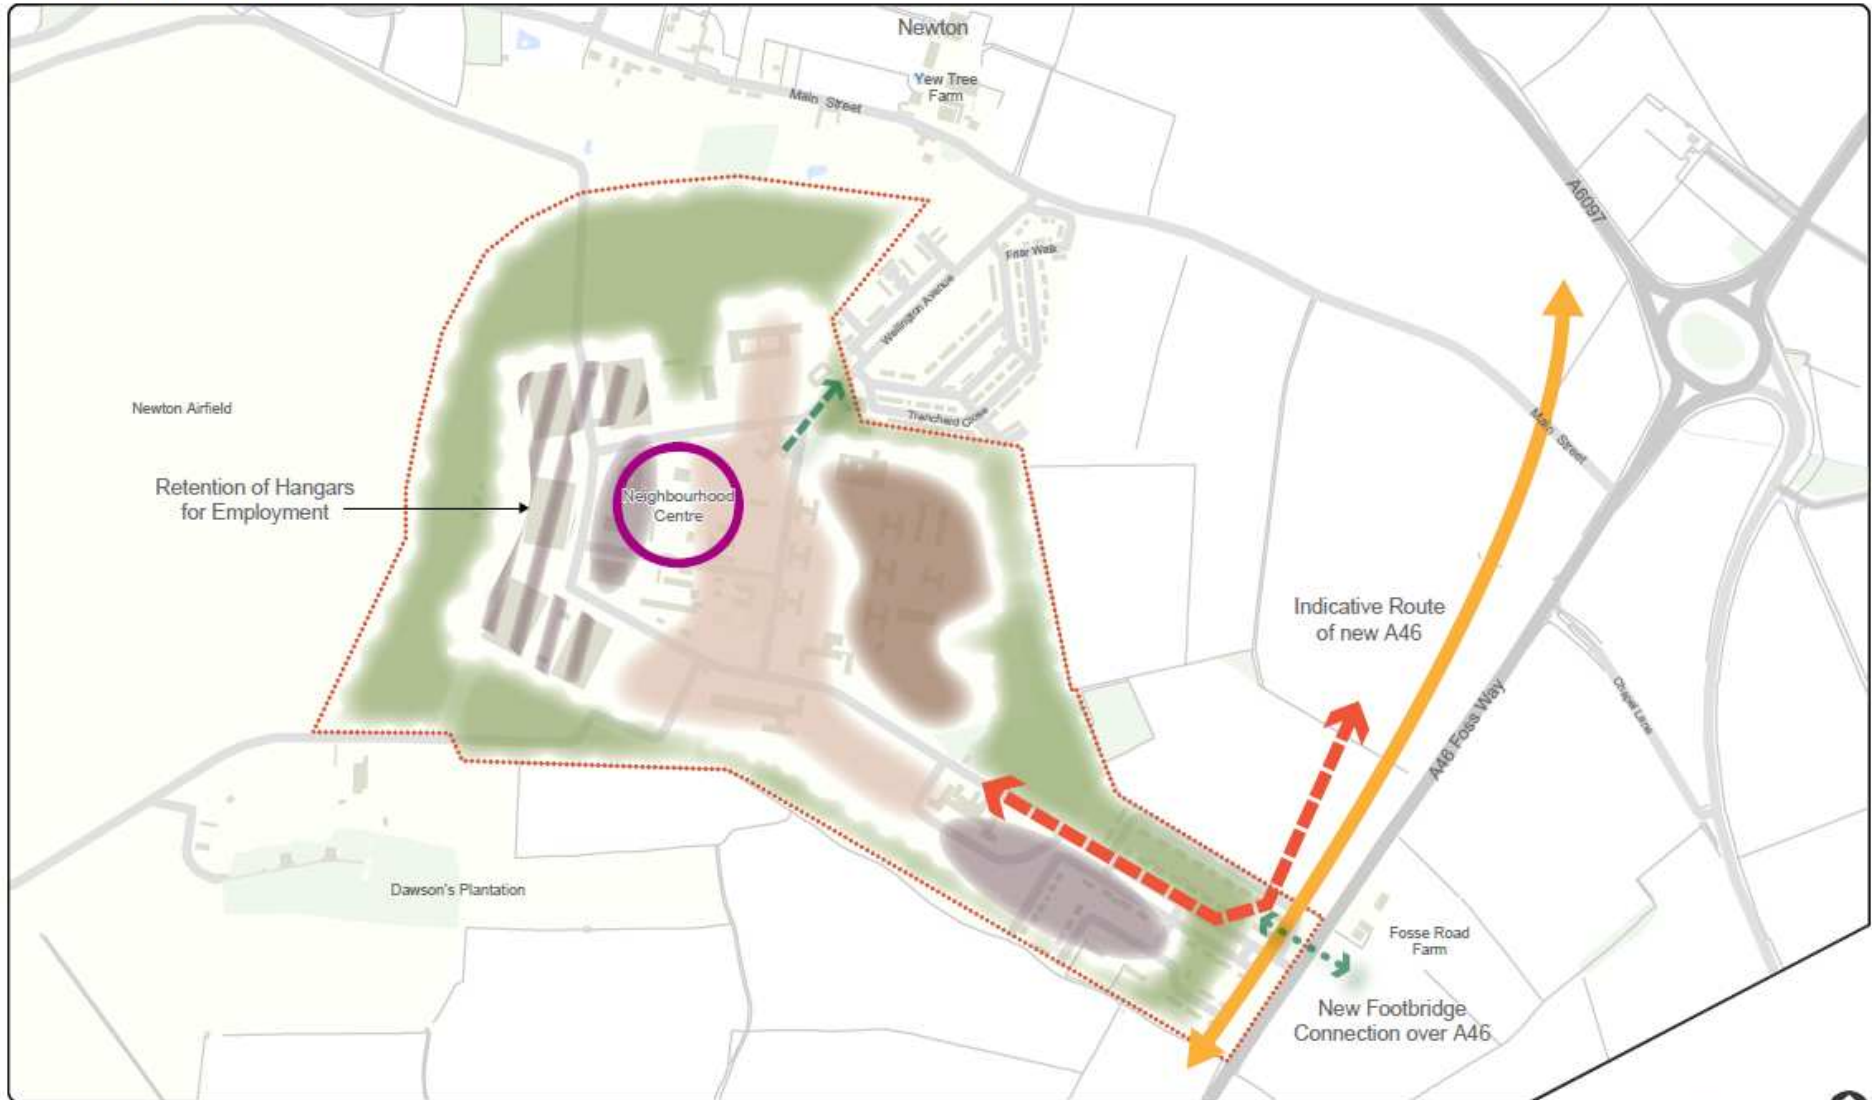 Newton
Yew Tree
Farm
Main Street
A6097
Friar Walk
Wellington Avenue
Newton Airfield
Trenchard Close
Main Street
Retention of Hangars
for Employment
Neighbourhood
Centre
Indicative Route
of new A46
Chapel Lane
A46 Foss Way
Dawson's Plantation
Fosse Road
Farm
New Footbridge
Connection over A46